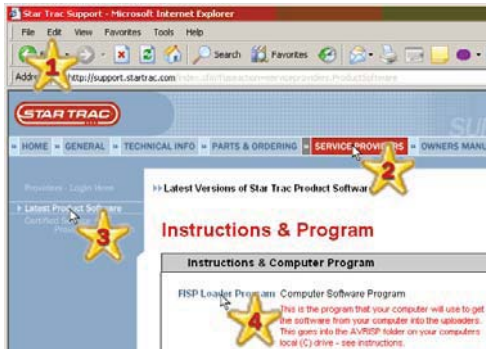 Star Trac Support - Microsoft Internet Explorer
File Edit View Favorites Tools Help
Search Favorites
1
http://support.startrac.com
STAR TRAC
HOME GENERAL TECHNICAL INFO PARTS & ORDERING SERVICE PROVIDERS OWNERS MANU
2
Providers - Login Here
Latest Product Software
3
Latest Versions of Star Trac Product Softwar
Instructions & Program
Instructions & Computer Program
FISP Loader Program Computer Software Program
4
This is the program that your computer will use to get
the software from your computer into the uploaders.
This goes into the AVRISP folder on your computers
local (C) drive - see instructions.